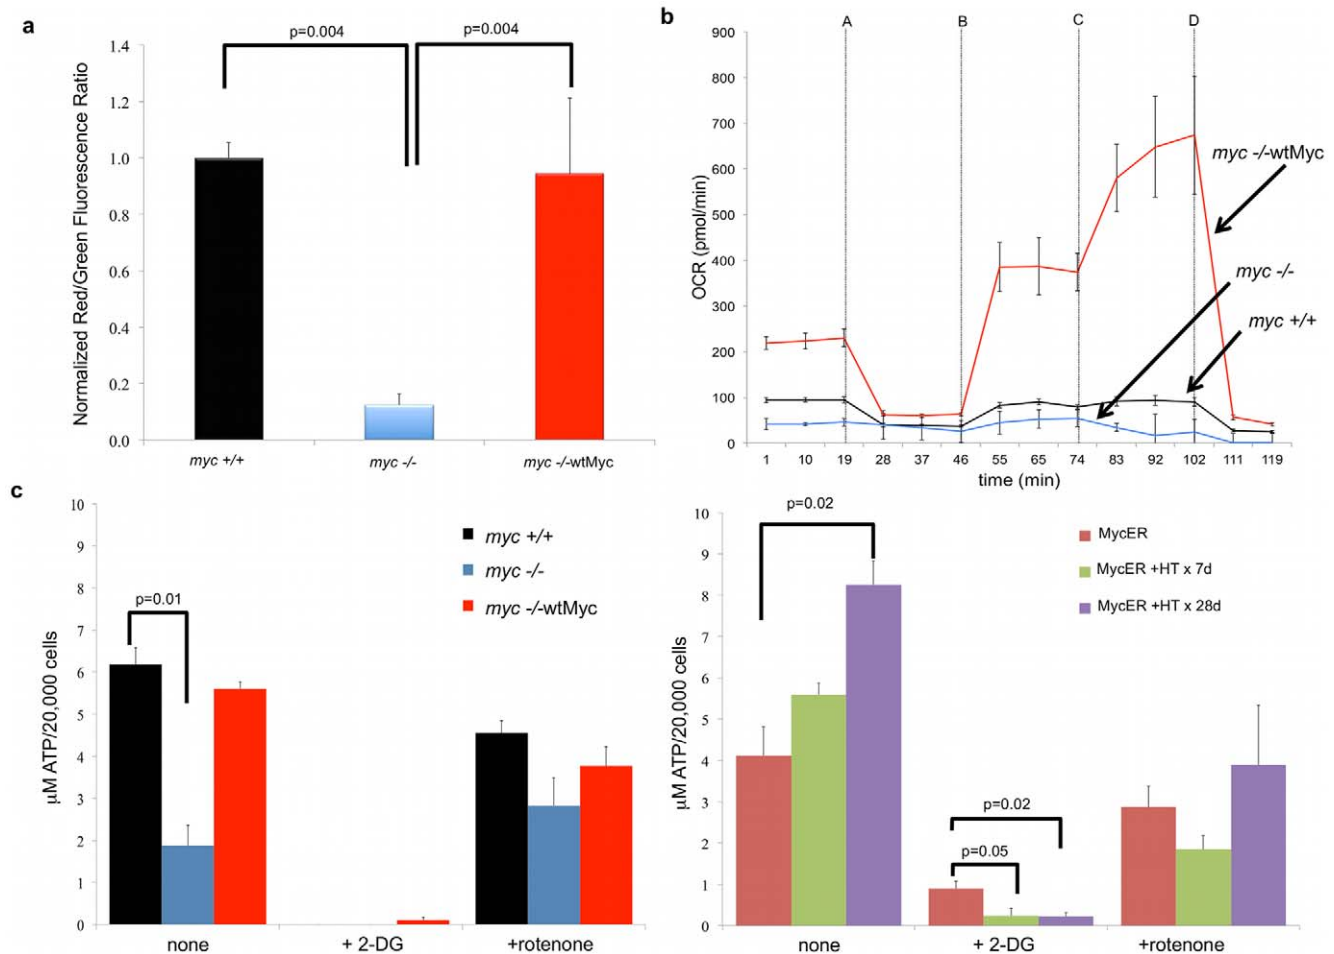 a
p=0.004
p=0.004
Normalized Red/Green Fluorescence Ratio
1.4
1.2
1.0
0.8
0.6
0.4
0.2
0.0
myc +/+
myc -/-
myc -/-wtMyc
b
A
B
C
D
OCR (pmol/min)
900
800
700
600
500
400
300
200
100
0
myc -/-wtMyc
myc -/-
myc +/+
1 10 19 28 37 46 55 65 74 83 92 102 111 119
time (min)
c
µM ATP/20,000 cells
10
9
8
7
6
5
4
3
2
1
0
p=0.01
myc +/+
myc -/-
myc -/-wtMyc
none
+ 2-DG
+rotenone
µM ATP/20,000 cells
10
9
8
7
6
5
4
3
2
1
0
p=0.02
p=0.02
p=0.05
MycER
MycER +HT x 7d
MycER +HT x 28d
none
+ 2-DG
+rotenone